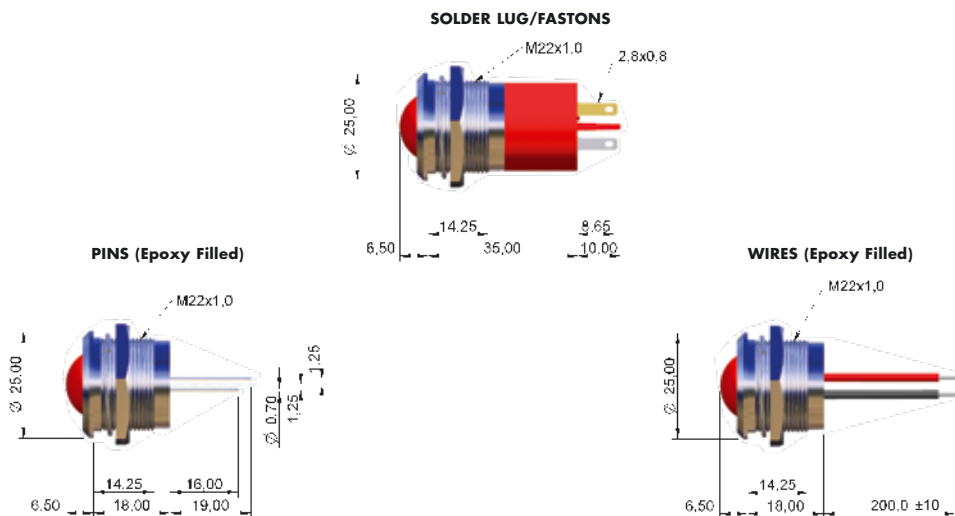 SOLDER LUG/FASTONS
M22x1,0
2,8x0,8
Ø 25,00
14.25
8.65
6,50
35,00
10.00
PINS (Epoxy Filled)
M22x1,0
Ø 25,00
1.25
Ø 0.70
1,25
14.25
16,00
6.50
18,00
19,00
WIRES (Epoxy Filled)
M22x1,0
Ø 25,00
14,25
6,50
18,00
200.0 ±10